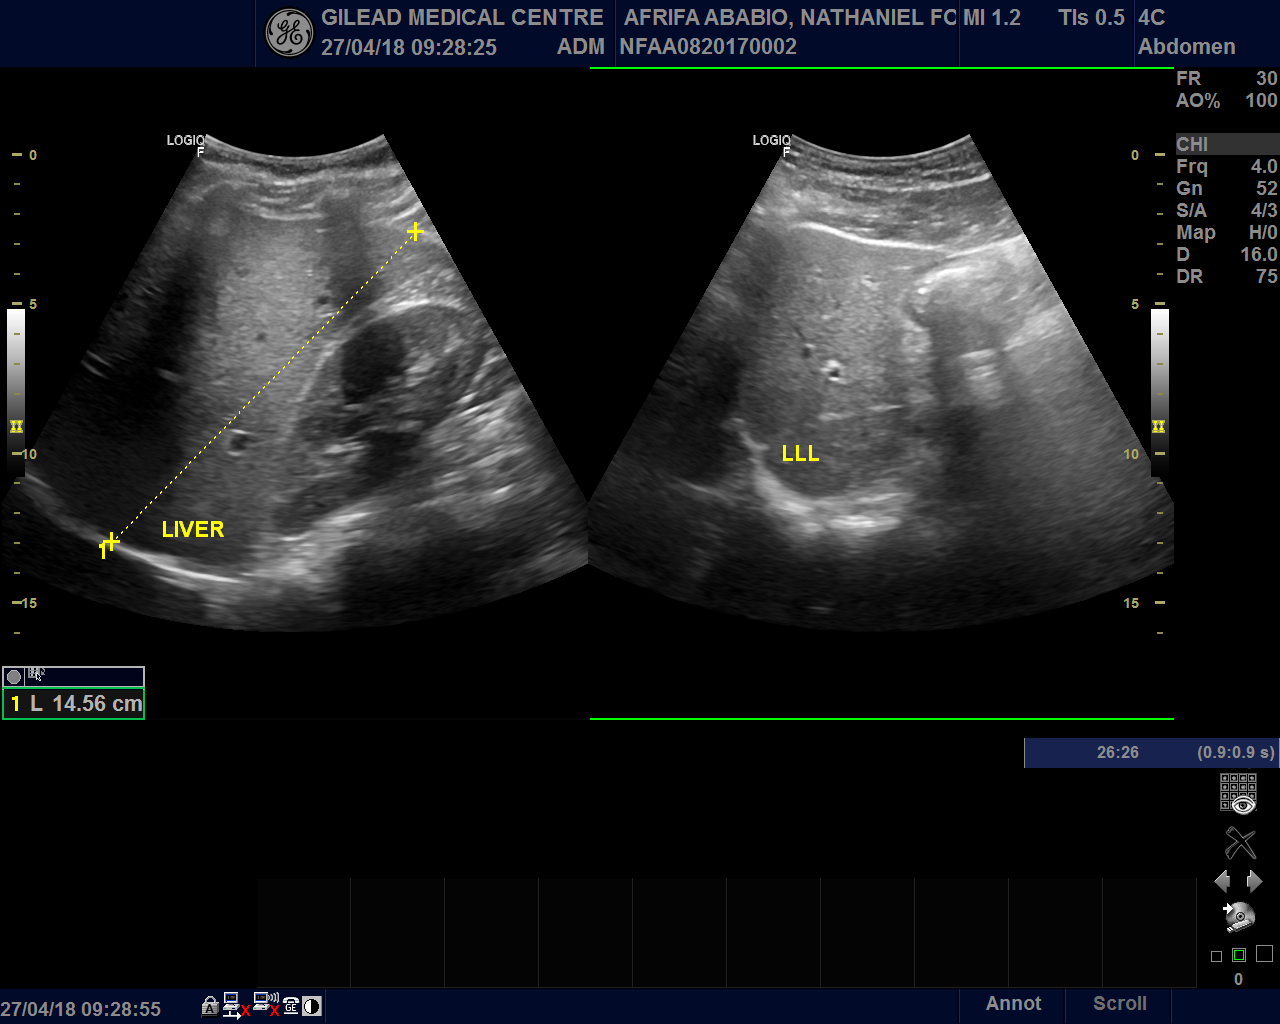 GILEAD MEDICAL CENTRE
27/04/18 09:28:25 ADM
AFRIFA ABABIO, NATHANIEL FO
NFAA0820170002
MI 1.2 TIs 0.5
4C
Abdomen
FR 30
AO% 100
CHI
Frq 4.0
Gn 52
S/A 4/3
Map H/0
D 16.0
DR 75
LOGIQ
F
0
5
10
15
LIVER
1
LOGIQ
F
0
5
10
15
LLL
1 L 14.56 cm
26:26 (0.9:0.9 s)
0
27/04/18 09:28:55
A
GE
Annot
Scroll